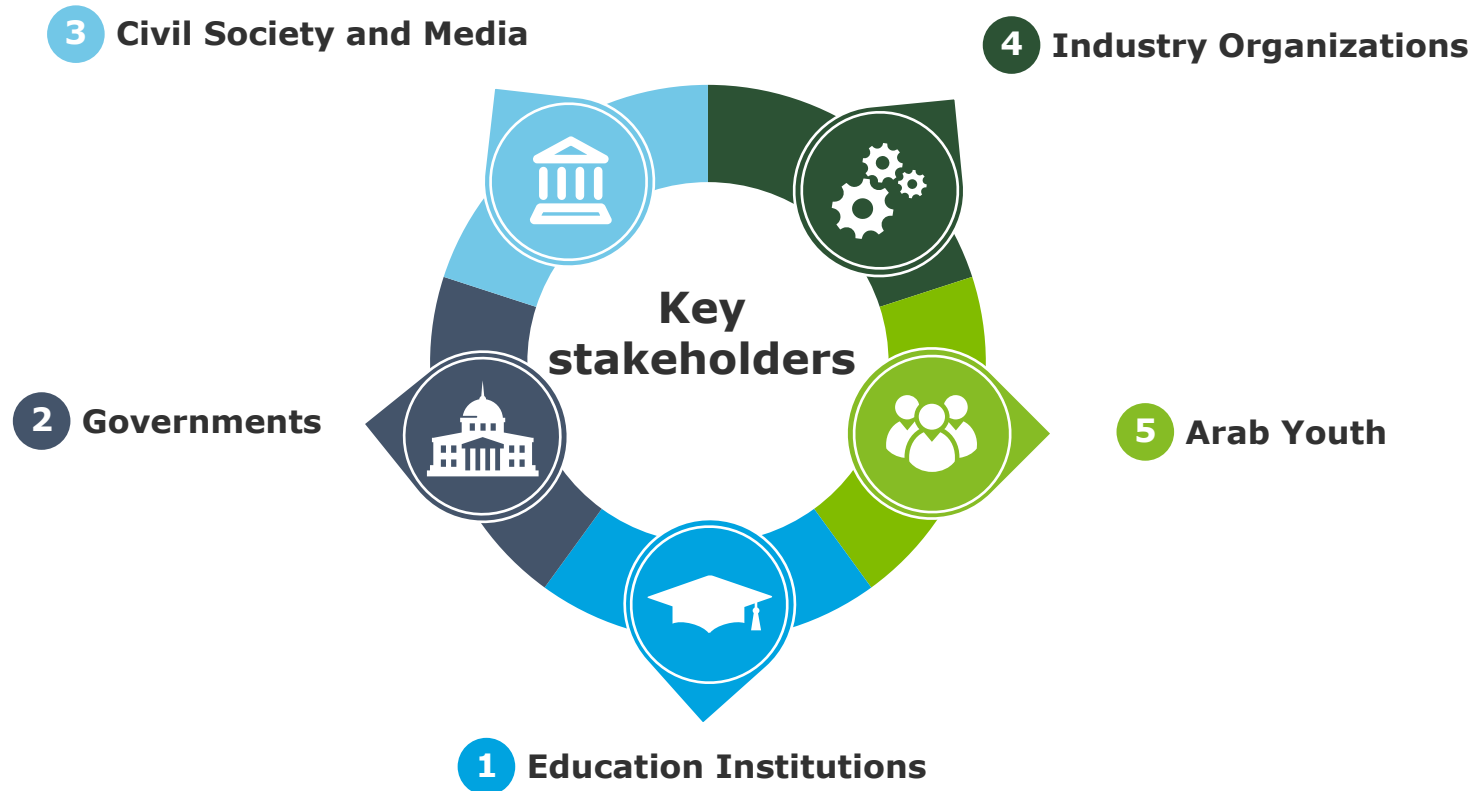 3 Civil Society and Media
4 Industry Organizations
Key
stakeholders
2 Governments
5 Arab Youth
1 Education Institutions